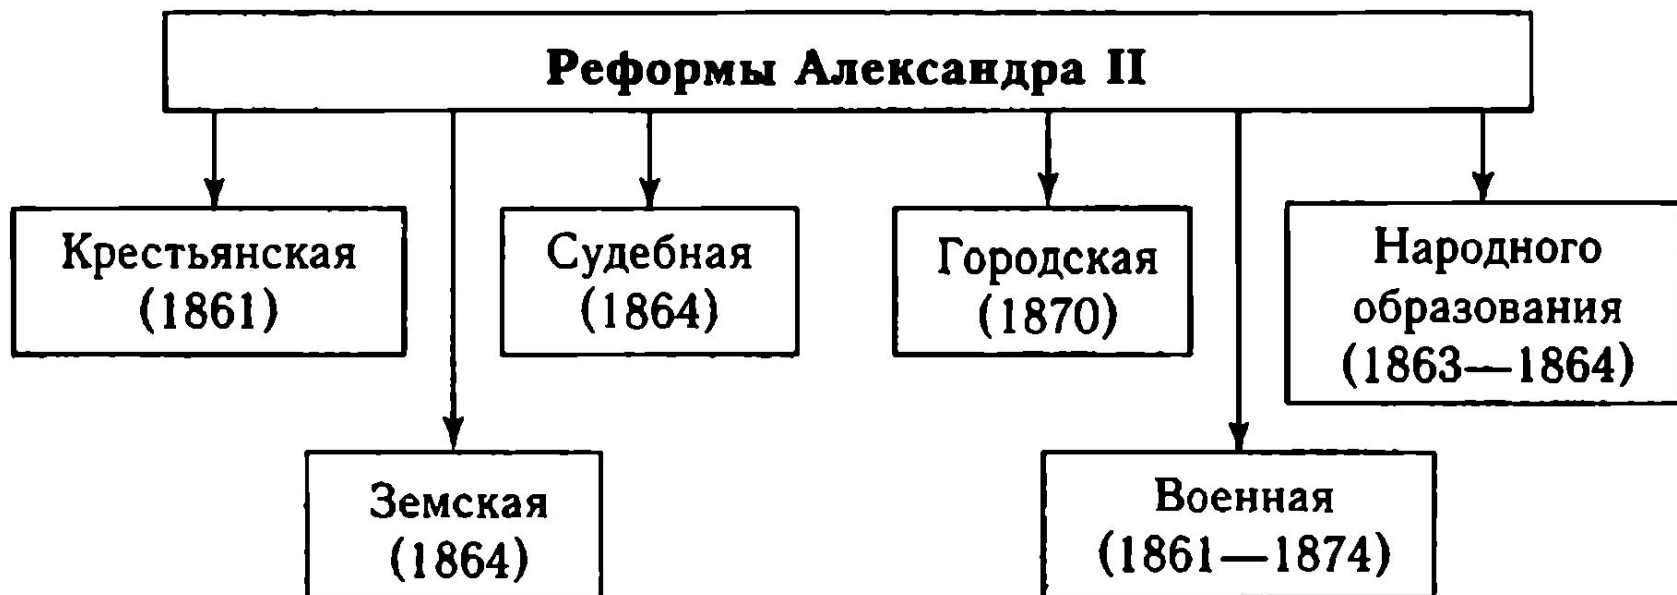 Реформы Александра II
Крестьянская
(1861)
Судебная
(1864)
Городская
(1870)
Народного
образования
(1863—1864)
Земская
(1864)
Военная
(1861—1874)